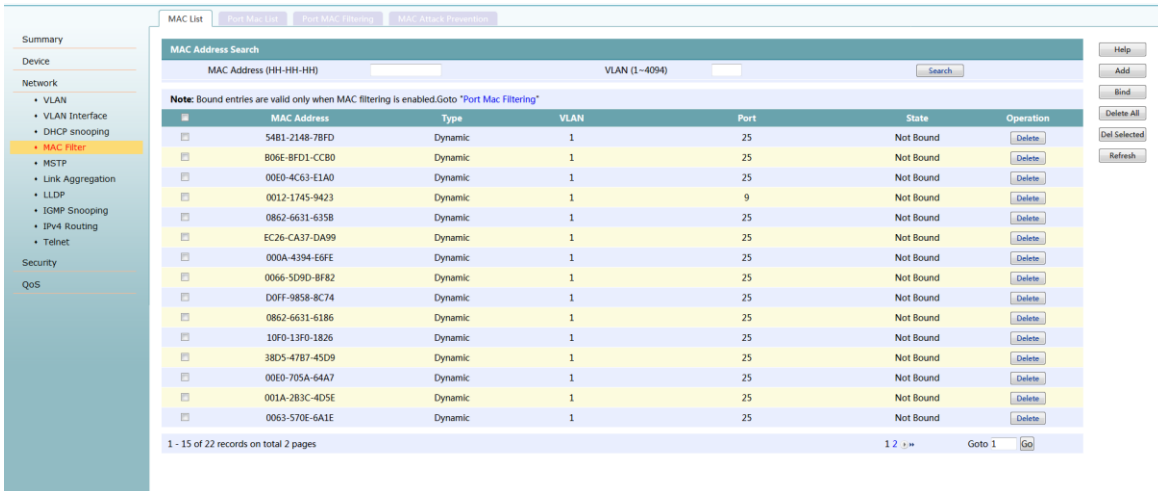 MAC List Port Mac List Port MAC Filtering MAC Attack Prevention
Summary
Device
Network
• VLAN
• VLAN Interface
• DHCP snooping
• MAC Filter
• MSTP
• Link Aggregation
• LLDP
• IGMP Snooping
• IPv4 Routing
• Telnet
Security
QoS
MAC Address Search
MAC Address (HH-HH-HH) VLAN (1~4094) Search
Note: Bound entries are valid only when MAC filtering is enabled.Goto "Port Mac Filtering"
MAC Address Type VLAN Port State Operation
54B1-2148-7BFD Dynamic 1 25 Not Bound Delete
B06E-BFD1-CCB0 Dynamic 1 25 Not Bound Delete
00E0-4C63-E1A0 Dynamic 1 25 Not Bound Delete
0012-1745-9423 Dynamic 1 9 Not Bound Delete
0862-6631-635B Dynamic 1 25 Not Bound Delete
EC26-CA37-DA99 Dynamic 1 25 Not Bound Delete
000A-4394-E6FE Dynamic 1 25 Not Bound Delete
0066-5D9D-BF82 Dynamic 1 25 Not Bound Delete
D0FF-9858-8C74 Dynamic 1 25 Not Bound Delete
0862-6631-6186 Dynamic 1 25 Not Bound Delete
10F0-13F0-1826 Dynamic 1 25 Not Bound Delete
38D5-47B7-45D9 Dynamic 1 25 Not Bound Delete
00E0-705A-64A7 Dynamic 1 25 Not Bound Delete
001A-2B3C-4D5E Dynamic 1 25 Not Bound Delete
0063-570E-6A1E Dynamic 1 25 Not Bound Delete
1 - 15 of 22 records on total 2 pages 1 2 Goto 1 Go
Help
Add
Bind
Delete All
Del Selected
Refresh